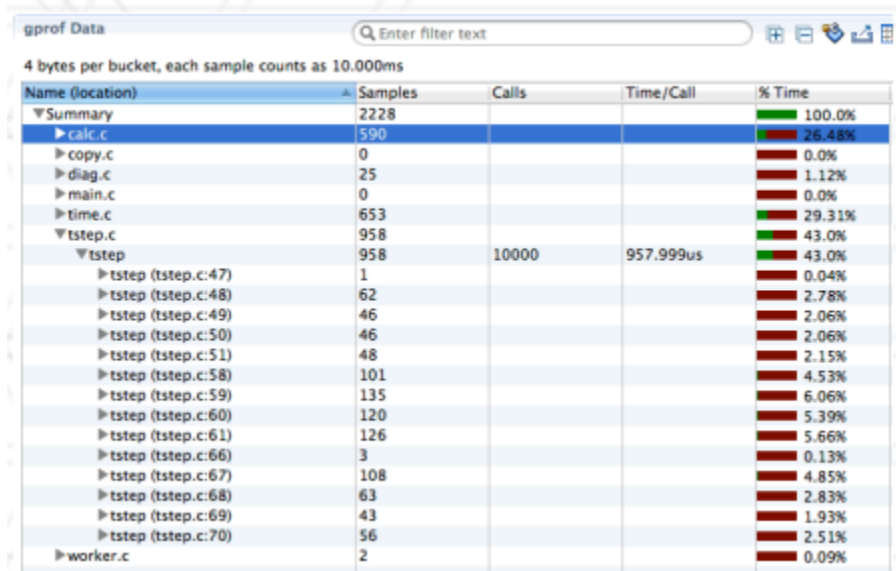 gprof Data
Enter filter text
4 bytes per bucket, each sample counts as 10.000ms
Name (location) Samples Calls Time/Call % Time
Summary 2228 100.0%
calc.c 590 26.48%
copy.c 0 0.0%
diag.c 25 1.12%
main.c 0 0.0%
time.c 653 29.31%
tstep.c 958 43.0%
tstep 958 10000 957.999us 43.0%
tstep (tstep.c:47) 1 0.04%
tstep (tstep.c:48) 62 2.78%
tstep (tstep.c:49) 46 2.06%
tstep (tstep.c:50) 46 2.06%
tstep (tstep.c:51) 48 2.15%
tstep (tstep.c:58) 101 4.53%
tstep (tstep.c:59) 135 6.06%
tstep (tstep.c:60) 120 5.39%
tstep (tstep.c:61) 126 5.66%
tstep (tstep.c:66) 3 0.13%
tstep (tstep.c:67) 108 4.85%
tstep (tstep.c:68) 63 2.83%
tstep (tstep.c:69) 43 1.93%
tstep (tstep.c:70) 56 2.51%
worker.c 2 0.09%